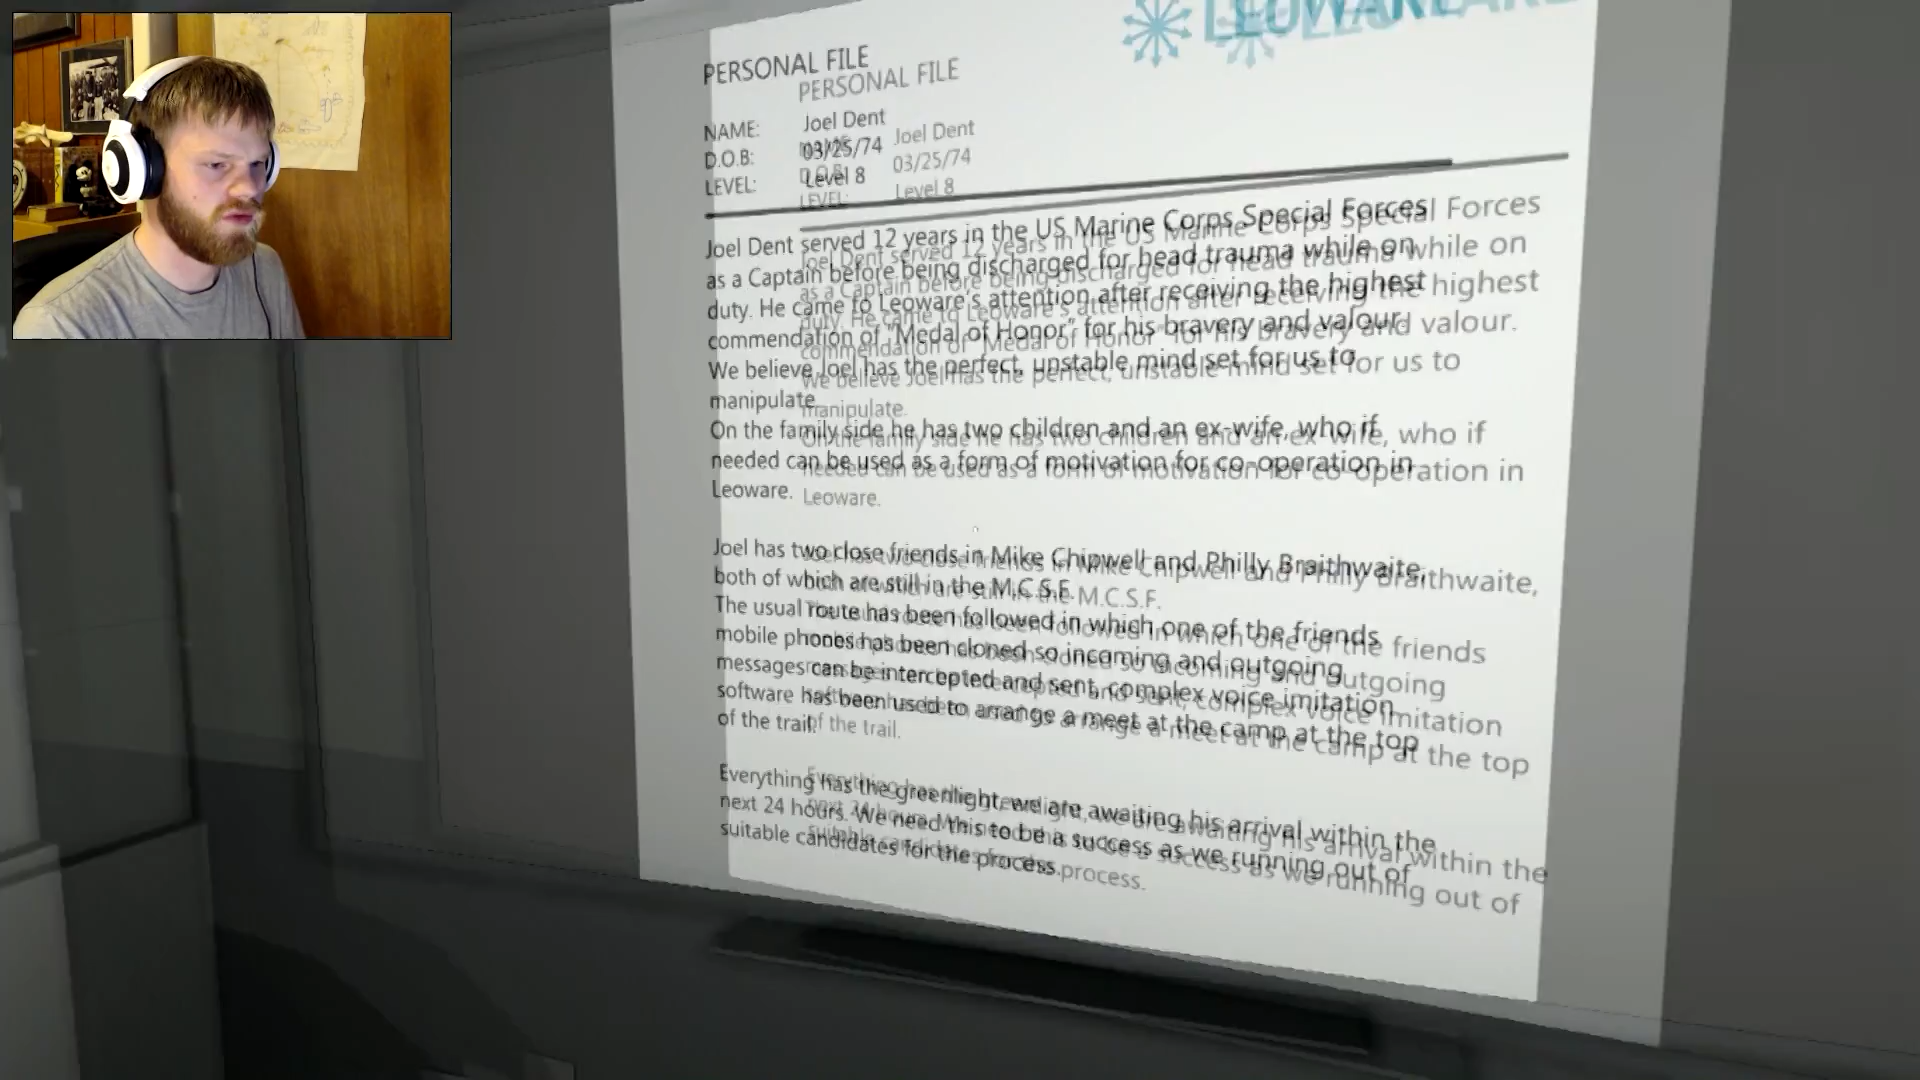 LEOWARE
PERSONAL FILE
NAME: Joel Dent
D.O.B: 03/25/74
LEVEL: Level 8
Joel Dent served 12 years in the US Marine Corps Special Forces
as a Captain before being discharged for head trauma while on
duty. He came to Leoware's attention after receiving the highest
commendation of "Medal of Honor" for his bravery and valour.
We believe Joel has the perfect, unstable mind set for us to
manipulate.
On the family side he has two children and an ex-wife, who if
needed can be used as a form of motivation for co-operation in
Leoware.
Joel has two close friends in Mike Chipwell and Philly Braithwaite,
both of which are still in the M.C.S.F.
The usual route has been followed in which one of the friends
mobile phones has been cloned so incoming and outgoing
messages can be intercepted and sent, complex voice imitation
software has been used to arrange a meet at the camp at the top
of the trail.
Everything has the greenlight, we are awaiting his arrival within the
next 24 hours. We need this to be a success as we running out of
suitable candidates for the process.